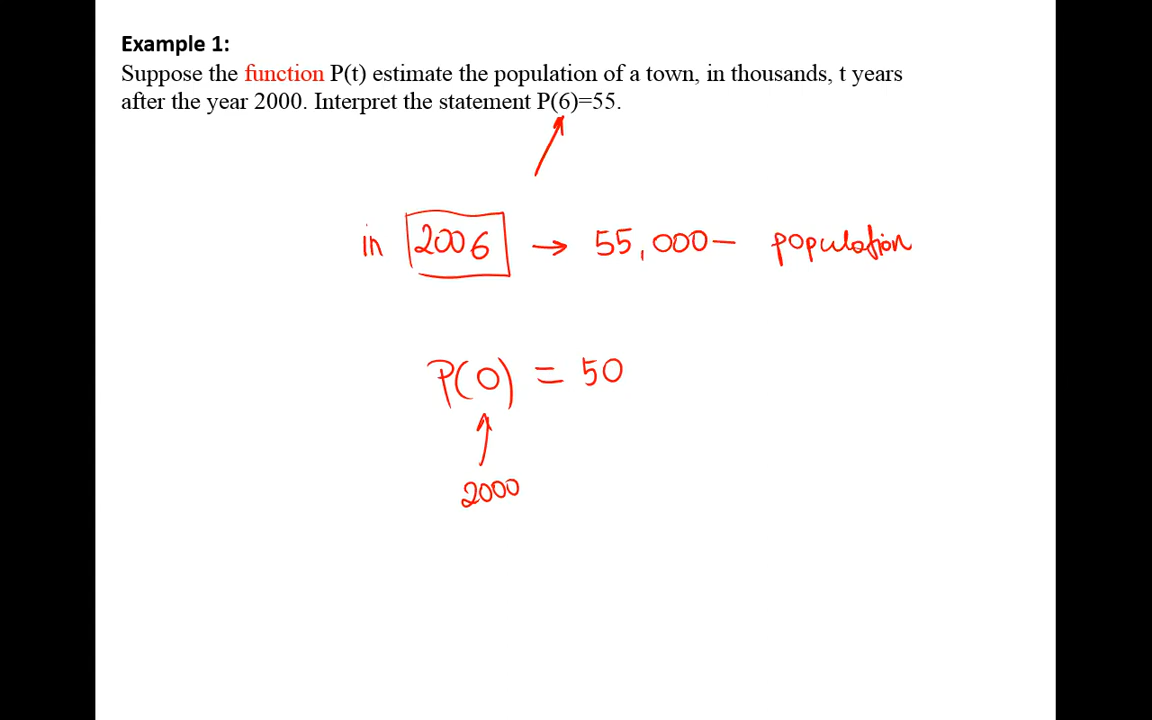 Example 1:
Suppose the function P(t) estimate the population of a town, in thousands, t years
after the year 2000. Interpret the statement P(6)=55.
in 2006 → 55,000 – population
P(0) = 50
2000